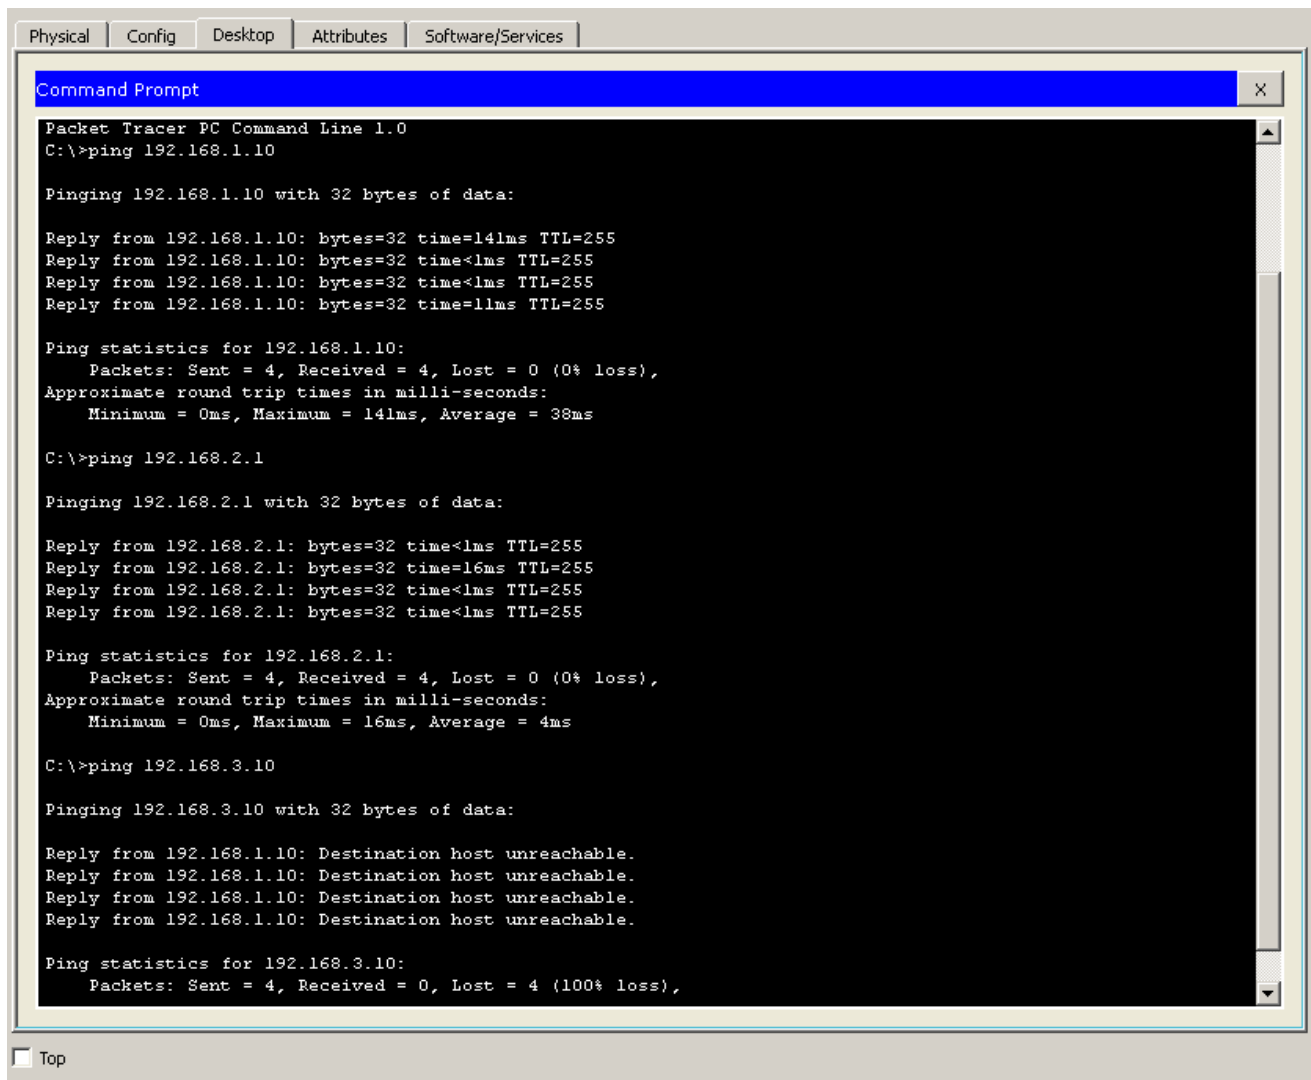 Physical Config Desktop Attributes Software/Services
Command Prompt X
Packet Tracer PC Command Line 1.0
C:\>ping 192.168.1.10
Pinging 192.168.1.10 with 32 bytes of data:
Reply from 192.168.1.10: bytes=32 time=141ms TTL=255
Reply from 192.168.1.10: bytes=32 time<1ms TTL=255
Reply from 192.168.1.10: bytes=32 time<1ms TTL=255
Reply from 192.168.1.10: bytes=32 time=11ms TTL=255
Ping statistics for 192.168.1.10:
Packets: Sent = 4, Received = 4, Lost = 0 (0% loss),
Approximate round trip times in milli-seconds:
Minimum = 0ms, Maximum = 141ms, Average = 38ms
C:\>ping 192.168.2.1
Pinging 192.168.2.1 with 32 bytes of data:
Reply from 192.168.2.1: bytes=32 time<1ms TTL=255
Reply from 192.168.2.1: bytes=32 time=16ms TTL=255
Reply from 192.168.2.1: bytes=32 time<1ms TTL=255
Reply from 192.168.2.1: bytes=32 time<1ms TTL=255
Ping statistics for 192.168.2.1:
Packets: Sent = 4, Received = 4, Lost = 0 (0% loss),
Approximate round trip times in milli-seconds:
Minimum = 0ms, Maximum = 16ms, Average = 4ms
C:\>ping 192.168.3.10
Pinging 192.168.3.10 with 32 bytes of data:
Reply from 192.168.1.10: Destination host unreachable.
Reply from 192.168.1.10: Destination host unreachable.
Reply from 192.168.1.10: Destination host unreachable.
Reply from 192.168.1.10: Destination host unreachable.
Ping statistics for 192.168.3.10:
Packets: Sent = 4, Received = 0, Lost = 4 (100% loss),
Top